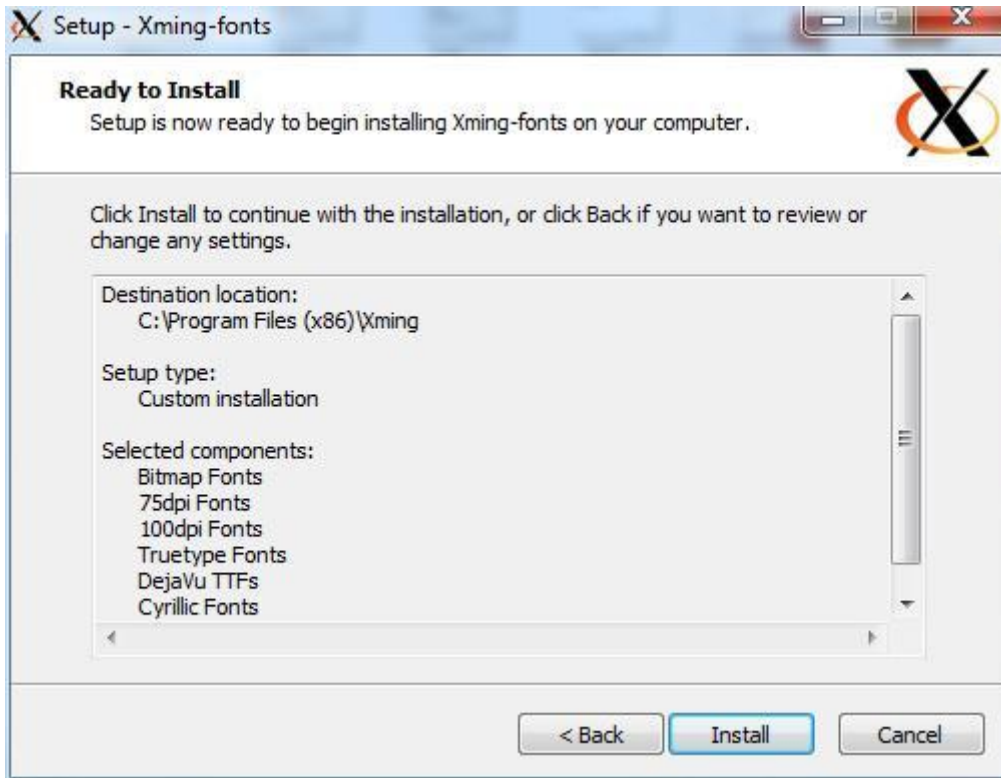 Setup - Xming-fonts
Ready to Install
Setup is now ready to begin installing Xming-fonts on your computer.
Click Install to continue with the installation, or click Back if you want to review or
change any settings.
Destination location:
C:\Program Files (x86)\Xming
Setup type:
Custom installation
Selected components:
Bitmap Fonts
75dpi Fonts
100dpi Fonts
Truetype Fonts
DejaVu TTFs
Cyrillic Fonts
< Back Install Cancel